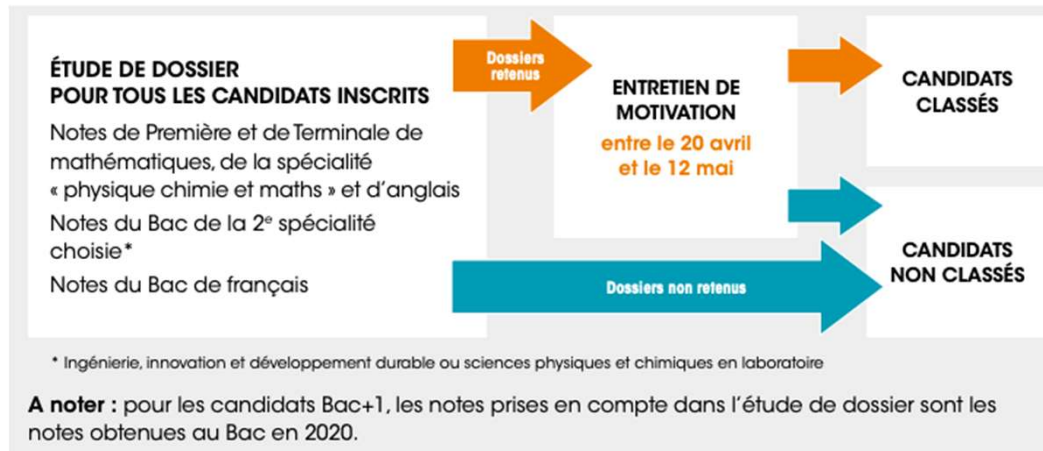 ÉTUDE DE DOSSIER
POUR TOUS LES CANDIDATS INSCRITS
Notes de Première et de Terminale de
mathématiques, de la spécialité
« physique chimie et maths » et d'anglais
Notes du Bac de la 2e spécialité
choisie*
Notes du Bac de français
Dossiers
retenus
ENTRETIEN DE
MOTIVATION
entre le 20 avril
et le 12 mai
CANDIDATS
CLASSÉS
Dossiers non retenus
CANDIDATS
NON CLASSÉS
* Ingénierie, innovation et développement durable ou sciences physiques et chimiques en laboratoire
A noter : pour les candidats Bac+1, les notes prises en compte dans l'étude de dossier sont les
notes obtenues au Bac en 2020.